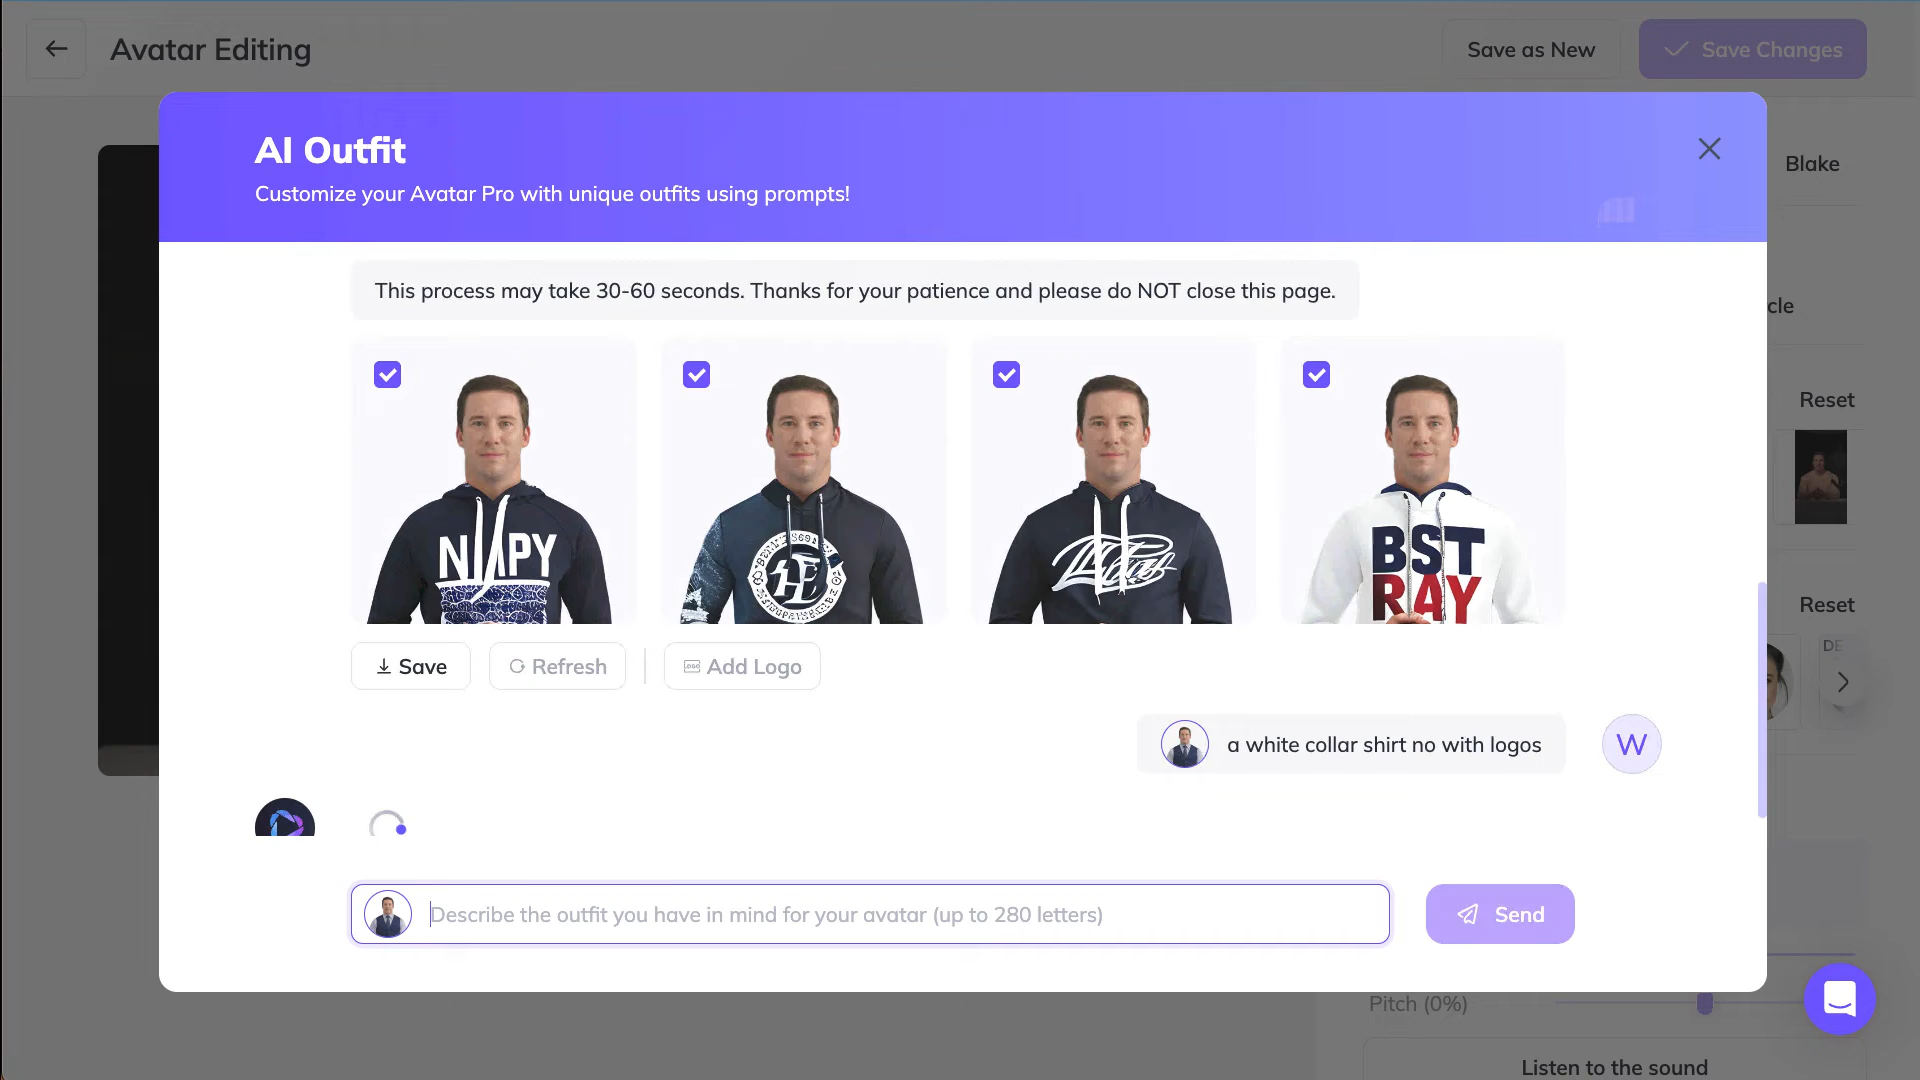 Avatar Editing
Save as New
Save Changes
AI Outfit
Customize your Avatar Pro with unique outfits using prompts!
Blake
This process may take 30-60 seconds. Thanks for your patience and please do NOT close this page.
cle
Reset
BST
RAY
Reset
DE
Save
Refresh
Add Logo
a white collar shirt no with logos
W
Describe the outfit you have in mind for your avatar (up to 280 letters)
Send
Pitch (0%)
Listen to the sound